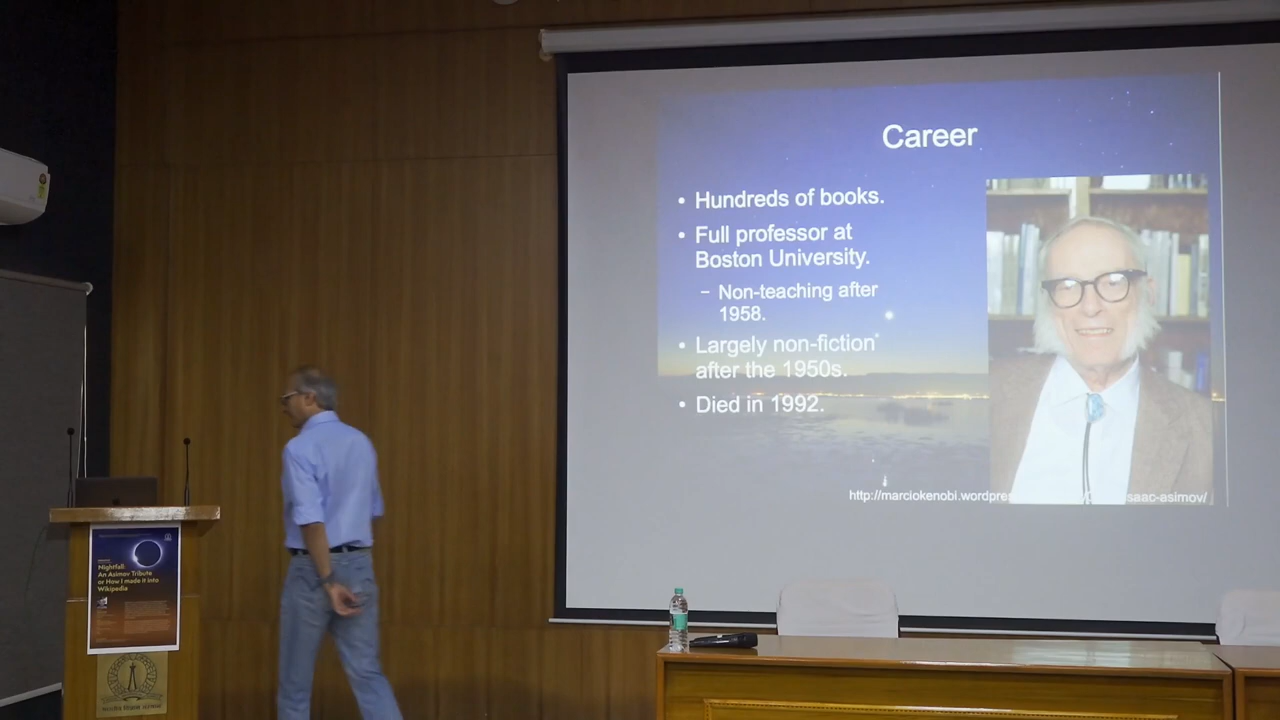 Career
• Hundreds of books.
• Full professor at
Boston University.
– Non-teaching after
1958.
• Largely non-fiction
after the 1950s.
• Died in 1992.
http://marciokenobi.wordpres
saac-asimov/
Nightfall:
An Asimov Tribute
or How I made it into
Wikipedia